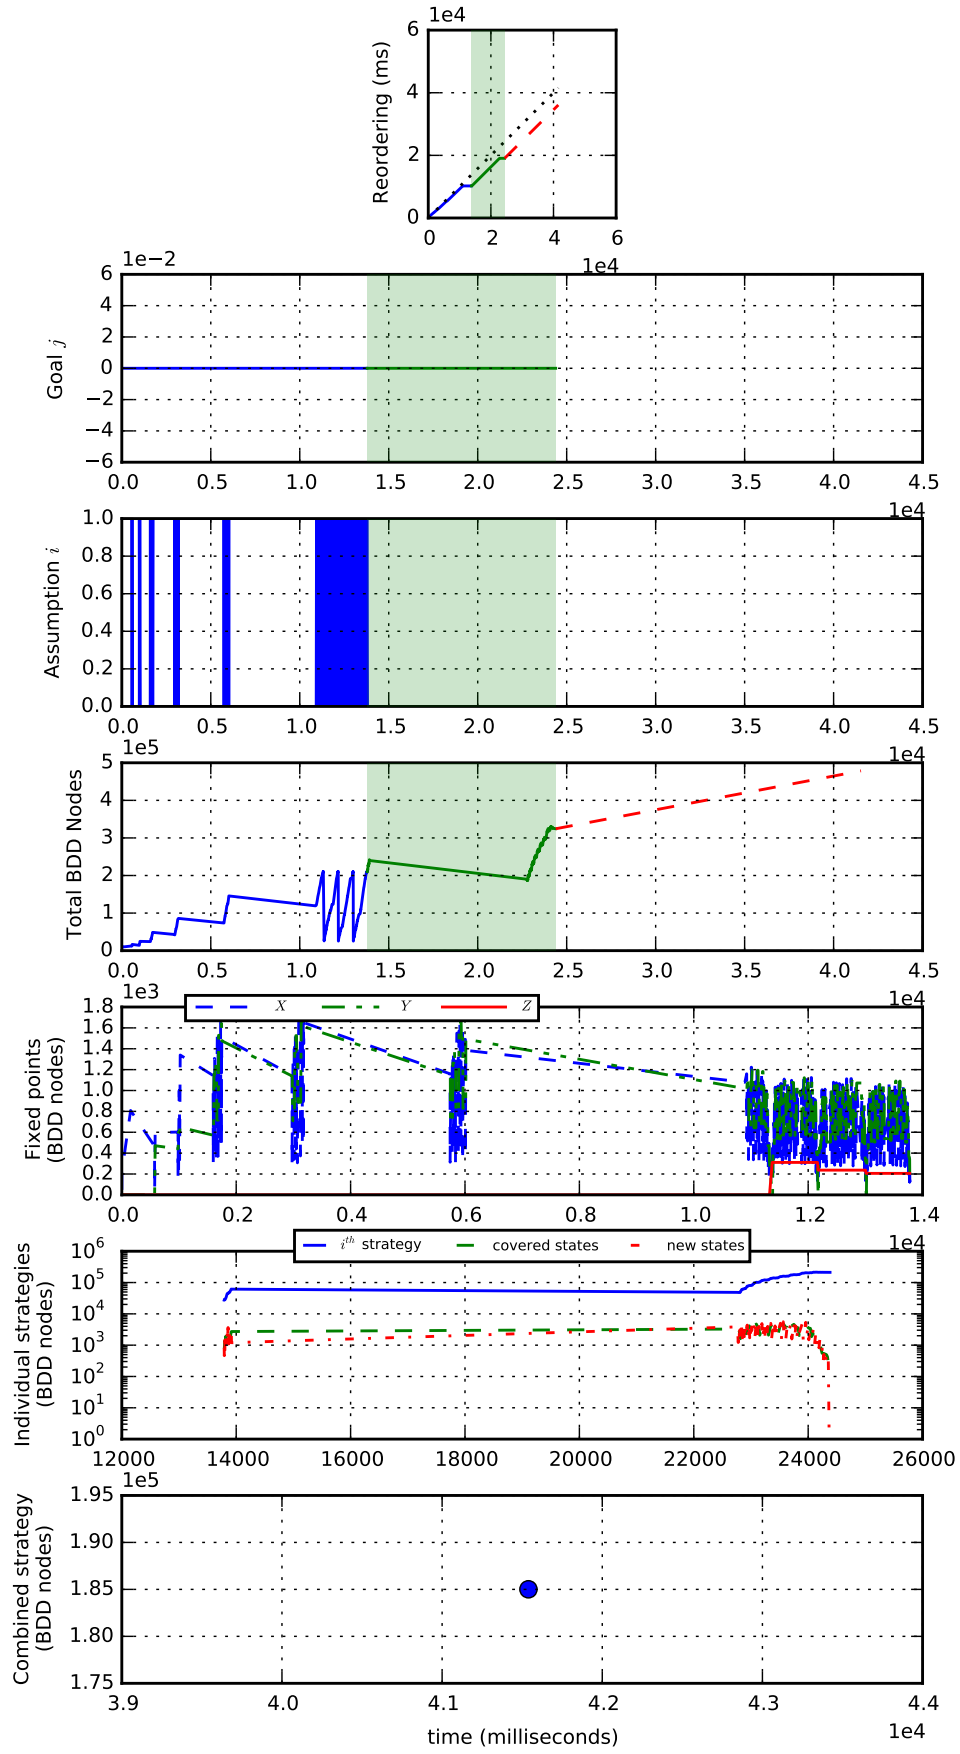 1e4
6
4
2
0
Reordering (ms)
0 2 4 6
1e4
1e−2
6
4
2
0
−2
−4
−6
Goal j
0.0 0.5 1.0 1.5 2.0 2.5 3.0 3.5 4.0 4.5
1e4
1.0
0.8
0.6
0.4
0.2
0.0
Assumption i
0.0 0.5 1.0 1.5 2.0 2.5 3.0 3.5 4.0 4.5
1e4
1e5
5
4
3
2
1
0
Total BDD Nodes
0.0 0.5 1.0 1.5 2.0 2.5 3.0 3.5 4.0 4.5
1e4
1e3
X Y Z
1.8
1.6
1.4
1.2
1.0
0.8
0.6
0.4
0.2
0.0
Fixed points
(BDD nodes)
0.0 0.2 0.4 0.6 0.8 1.0 1.2 1.4
1e4
i^th strategy covered states new states
10^6
10^5
10^4
10^3
10^2
10^1
10^0
Individual strategies
(BDD nodes)
12000 14000 16000 18000 20000 22000 24000 26000
1e5
1.95
1.90
1.85
1.80
1.75
Combined strategy
(BDD nodes)
3.9 4.0 4.1 4.2 4.3 4.4
time (milliseconds)
1e4